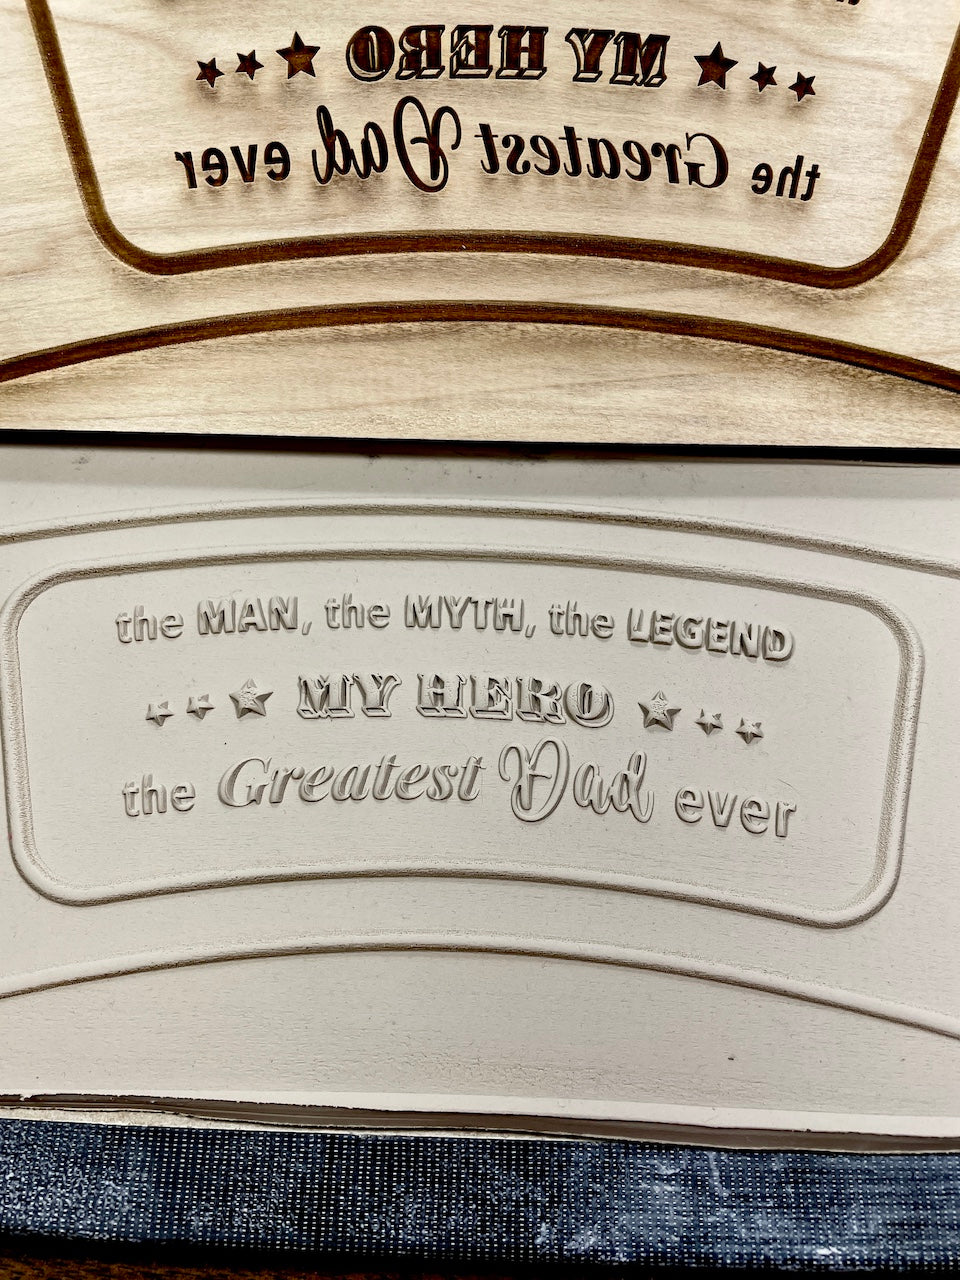 MY HERO
the Greatest Dad ever
the MAN, the MYTH, the LEGEND
MY HERO
the Greatest Dad ever